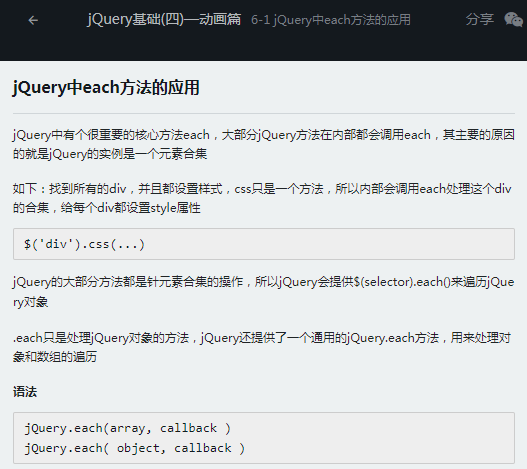 jQuery基础(四)—动画篇 6-1 jQuery中each方法的应用 分享
jQuery中each方法的应用
jQuery中有个很重要的核心方法each，大部分jQuery方法在内部都会调用each，其主要的原因
的就是jQuery的实例是一个元素合集
如下：找到所有的div，并且都设置样式，css只是一个方法，所以内部会调用each处理这个div
的合集，给每个div都设置style属性
$('div').css(...)
jQuery的大部分方法都是针元素合集的操作，所以jQuery会提供$(selector).each()来遍历jQue
ry对象
.each只是处理jQuery对象的方法，jQuery还提供了一个通用的jQuery.each方法，用来处理对
象和数组的遍历
语法
jQuery.each(array, callback )
jQuery.each( object, callback )